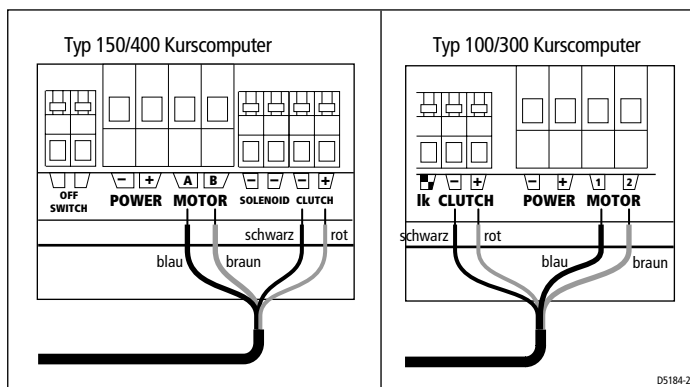 Typ 150/400 Kurscomputer
OFF
SWITCH
− +
POWER
A B
MOTOR
− −
SOLENOID
− +
CLUTCH
schwarz
rot
blau
braun
Typ 100/300 Kurscomputer
lk
− +
CLUTCH
− +
POWER
1 2
MOTOR
schwarz
rot
blau
braun
D5184-2